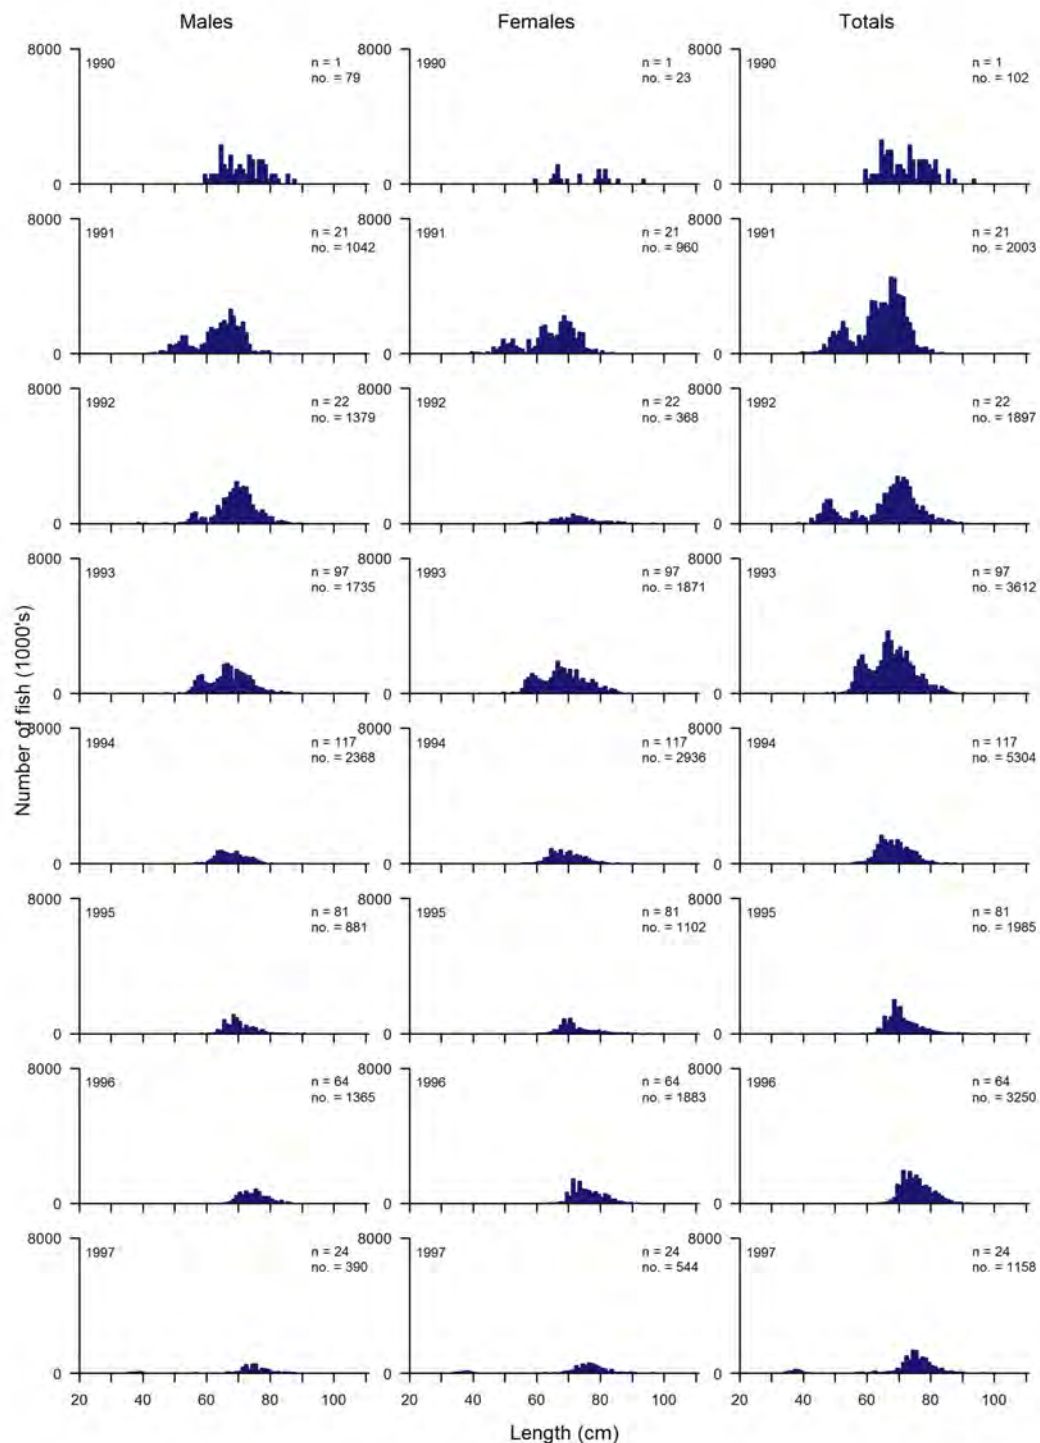 Males Females Totals
8000 8000 8000
1990 n = 1 1990 n = 1 1990 n = 1
no. = 79 no. = 23 no. = 102
0 0 0
8000 8000 8000
1991 n = 21 1991 n = 21 1991 n = 21
no. = 1042 no. = 960 no. = 2003
0 0 0
8000 8000 8000
1992 n = 22 1992 n = 22 1992 n = 22
no. = 1379 no. = 368 no. = 1897
0 0 0
8000 8000 8000
1993 n = 97 1993 n = 97 1993 n = 97
no. = 1735 no. = 1871 no. = 3612
0 0 0
Number of fish (1000's)
8000 8000 8000
1994 n = 117 1994 n = 117 1994 n = 117
no. = 2368 no. = 2936 no. = 5304
0 0 0
8000 8000 8000
1995 n = 81 1995 n = 81 1995 n = 81
no. = 881 no. = 1102 no. = 1985
0 0 0
8000 8000 8000
1996 n = 64 1996 n = 64 1996 n = 64
no. = 1365 no. = 1883 no. = 3250
0 0 0
8000 8000 8000
1997 n = 24 1997 n = 24 1997 n = 24
no. = 390 no. = 544 no. = 1158
0 0 0
20 40 60 80 100 20 40 60 80 100 20 40 60 80 100
Length (cm)